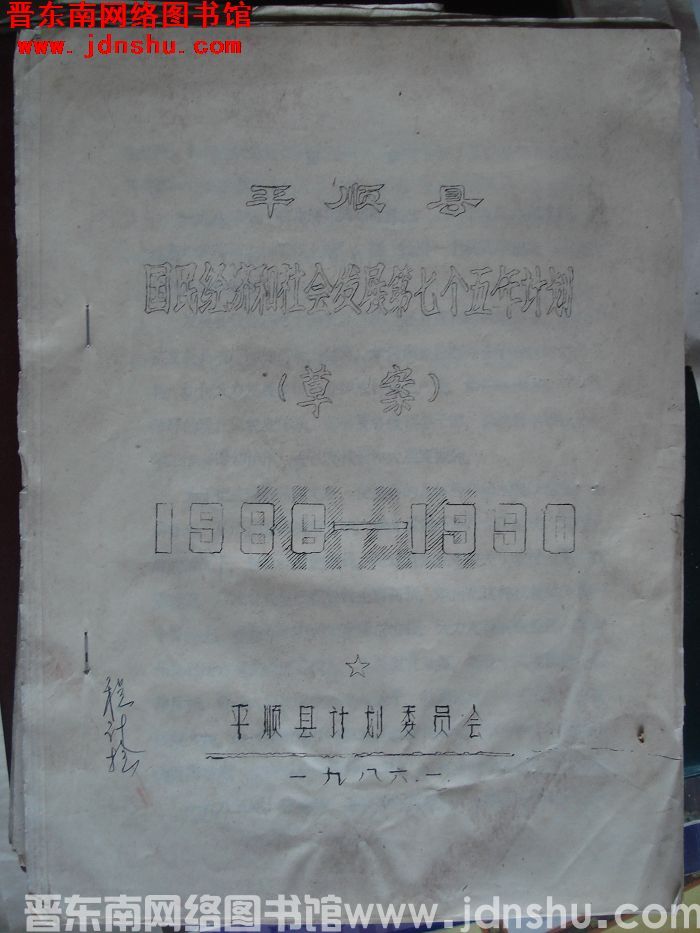 晋东南网络图书馆
www.jdnshu.com
平顺县
国民经济和社会发展第七个五年计划
(草案)
1986—1990
☆
平顺县计划委员会
一九八六.一
程计拴
晋东南网络图书馆www.jdnshu.com